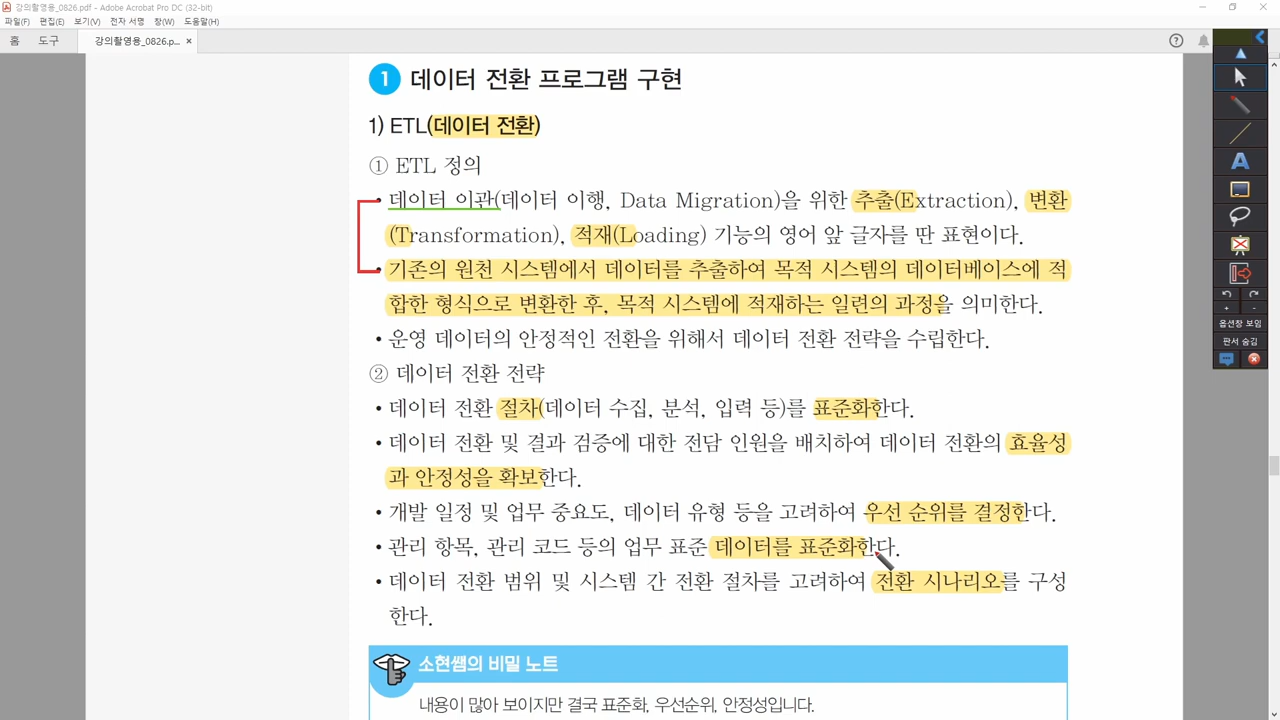 강의촬영용_0826.pdf - Adobe Acrobat Pro DC (32-bit)
파일(F) 편집(E) 보기(V) 전자 서명 창(W) 도움말(H)
홈 도구 강의촬영용_0826.p... ×
1 데이터 전환 프로그램 구현
1) ETL(데이터 전환)
① ETL 정의
• 데이터 이관(데이터 이행, Data Migration)을 위한 추출(Extraction), 변환
(Transformation), 적재(Loading) 기능의 영어 앞 글자를 딴 표현이다.
• 기존의 원천 시스템에서 데이터를 추출하여 목적 시스템의 데이터베이스에 적
합한 형식으로 변환한 후, 목적 시스템에 적재하는 일련의 과정을 의미한다.
• 운영 데이터의 안정적인 전환을 위해서 데이터 전환 전략을 수립한다.
② 데이터 전환 전략
• 데이터 전환 절차(데이터 수집, 분석, 입력 등)를 표준화한다.
• 데이터 전환 및 결과 검증에 대한 전담 인원을 배치하여 데이터 전환의 효율성
과 안정성을 확보한다.
• 개발 일정 및 업무 중요도, 데이터 유형 등을 고려하여 우선 순위를 결정한다.
• 관리 항목, 관리 코드 등의 업무 표준 데이터를 표준화한다.
• 데이터 전환 범위 및 시스템 간 전환 절차를 고려하여 전환 시나리오를 구성
한다.
소현쌤의 비밀 노트
내용이 많아 보이지만 결국 표준화, 우선순위, 안정성입니다.
A
+ -
옵션창 보임
판서 숨김